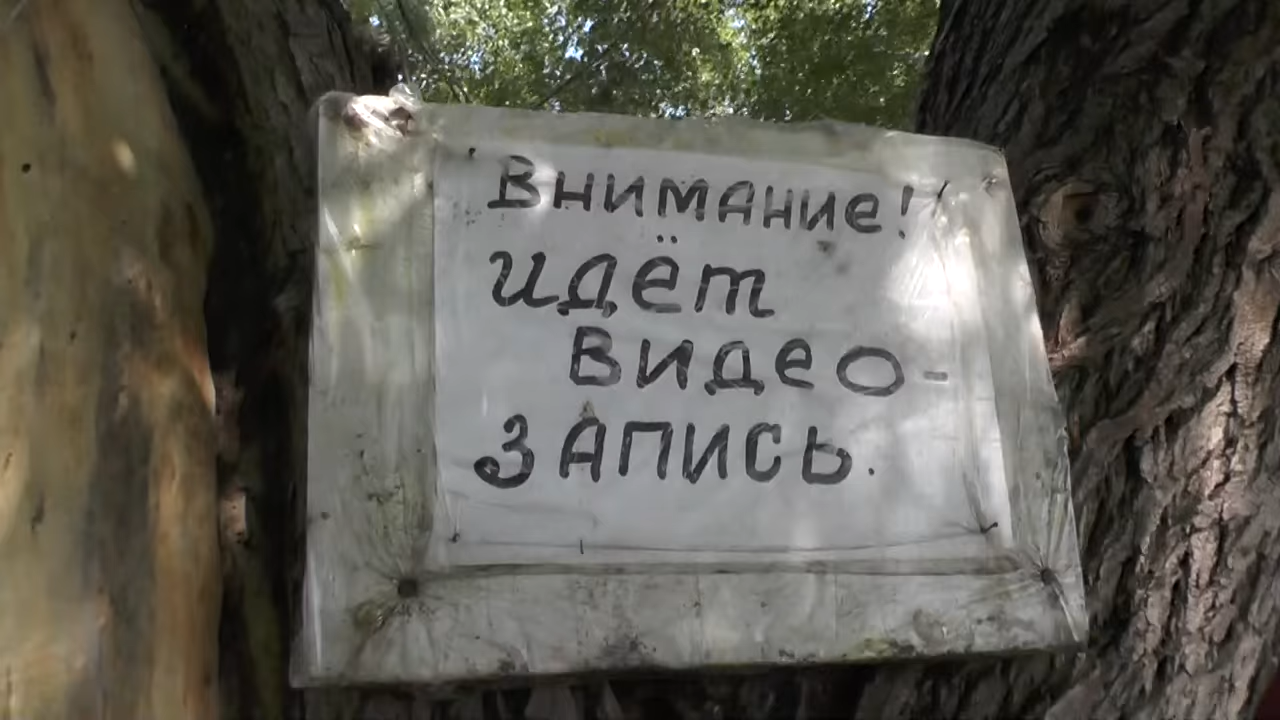 Внимание!
идёт
видео-
запись.